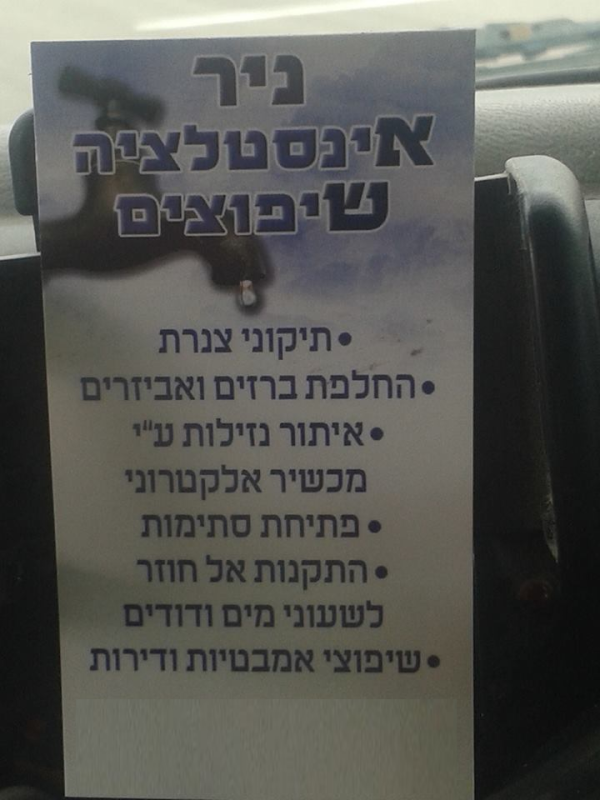 ניר
אינסטלציה
שיפוצים
•תיקוני צנרת
•החלפת ברזים ואביזרים
•איתור נזילות ע״י
מכשיר אלקטרוני
•פתיחת סתימות
•התקנות אל חוזר
לשעוני מים ודודים
•שיפוצי אמבטיות ודירות